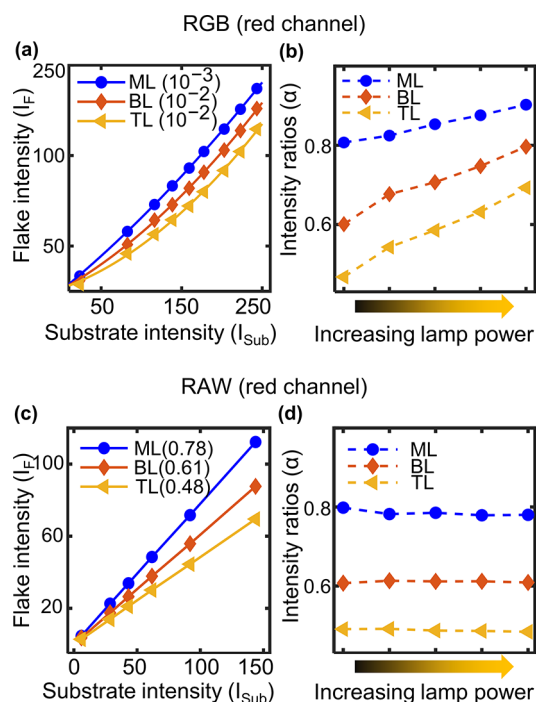 RGB (red channel)
(a)
Flake intensity (I_F)
250
100
50
ML (10⁻³)
BL (10⁻²)
TL (10⁻²)
50
150
250
Substrate intensity (I_Sub)
(b)
Intensity ratios (α)
0.8
0.6
ML
BL
TL
Increasing lamp power
RAW (red channel)
(c)
Flake intensity (I_F)
100
60
20
ML(0.78)
BL(0.61)
TL(0.48)
0
50
100
150
Substrate intensity (I_Sub)
(d)
Intensity ratios (α)
0.8
0.6
ML
BL
TL
Increasing lamp power